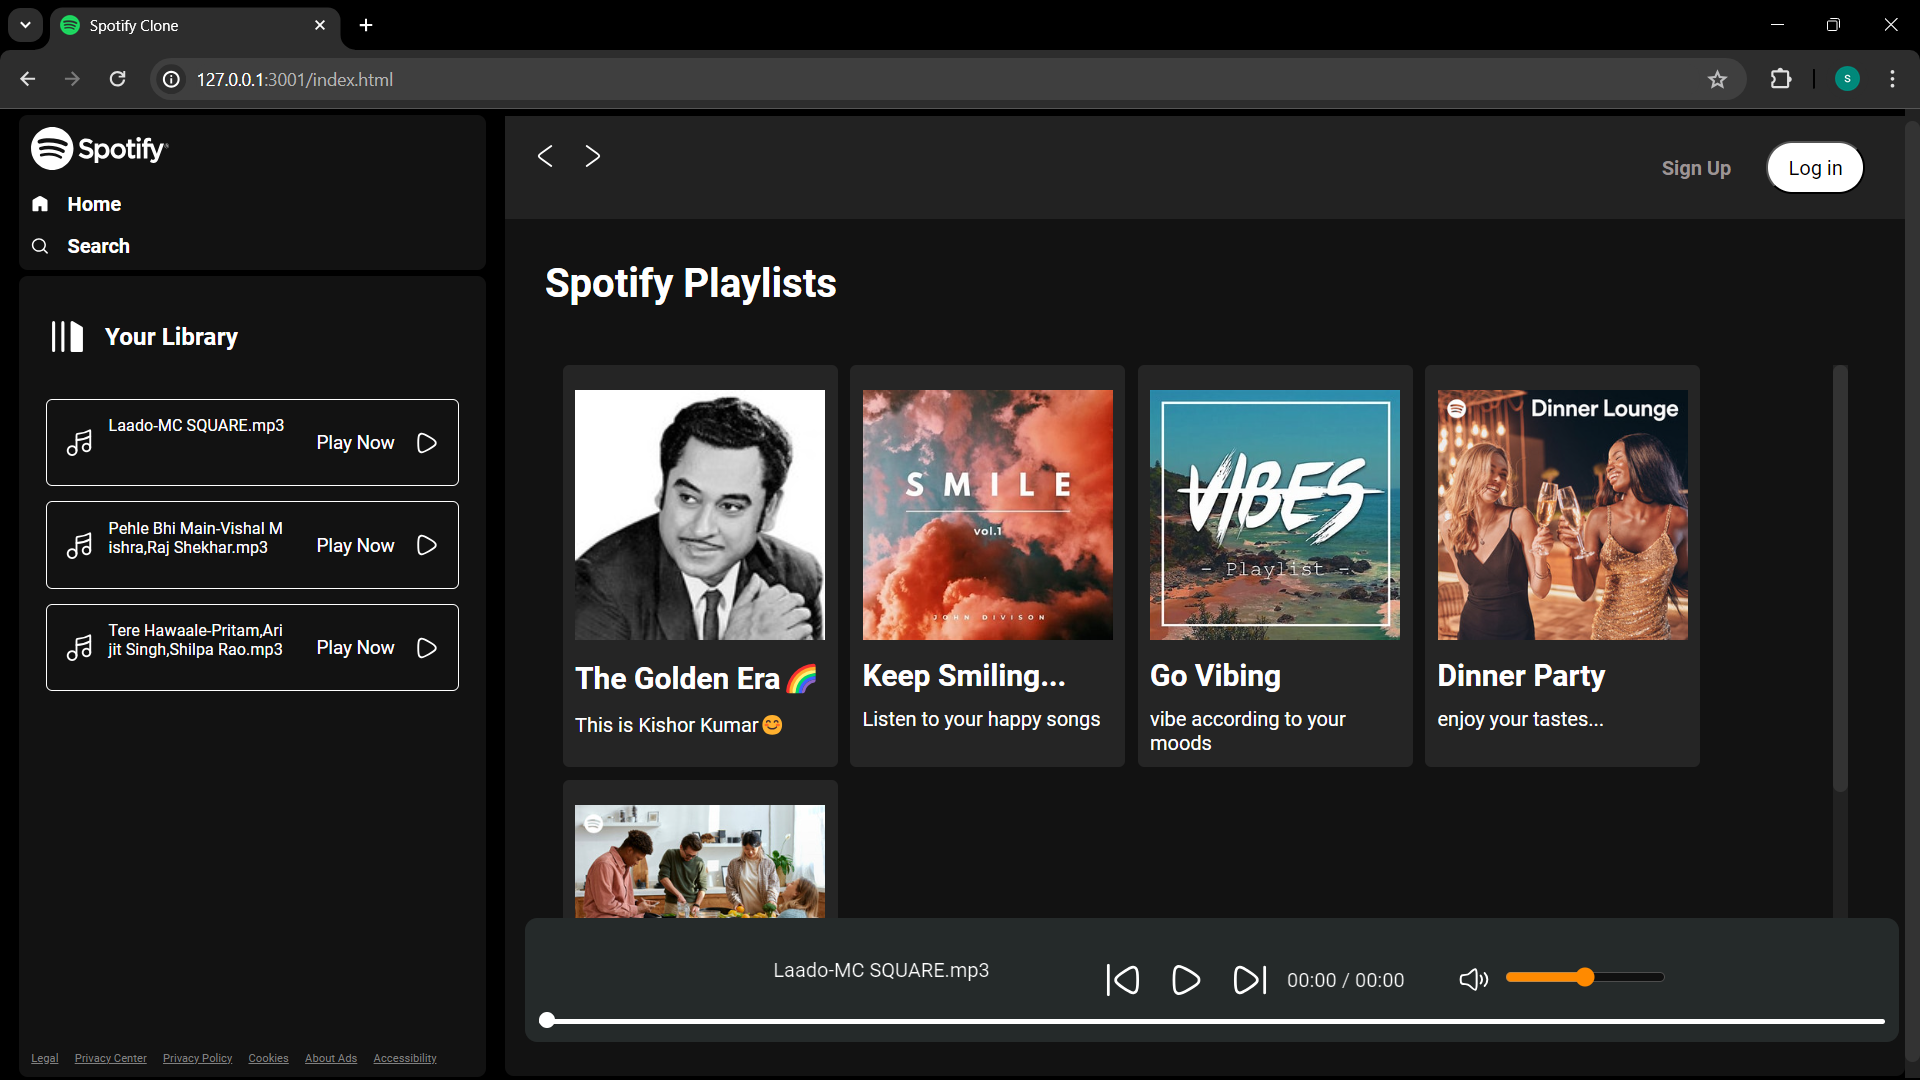 Spotify Clone
127.0.0.1:3001/index.html
S
Spotify
Home
Search
Your Library
Laado-MC SQUARE.mp3
Play Now
Pehle Bhi Main-Vishal M
ishra,Raj Shekhar.mp3
Play Now
Tere Hawaale-Pritam,Ari
jit Singh,Shilpa Rao.mp3
Play Now
Legal Privacy Center Privacy Policy Cookies About Ads Accessibility
Sign Up
Log in
Spotify Playlists
The Golden Era🌈
This is Kishor Kumar😊
SMILE
vol.1
JOHN DIVISON
Keep Smiling...
Listen to your happy songs
VIBES
- Playlist -
Go Vibing
vibe according to your
moods
Dinner Lounge
Dinner Party
enjoy your tastes...
Laado-MC SQUARE.mp3
00:00 / 00:00